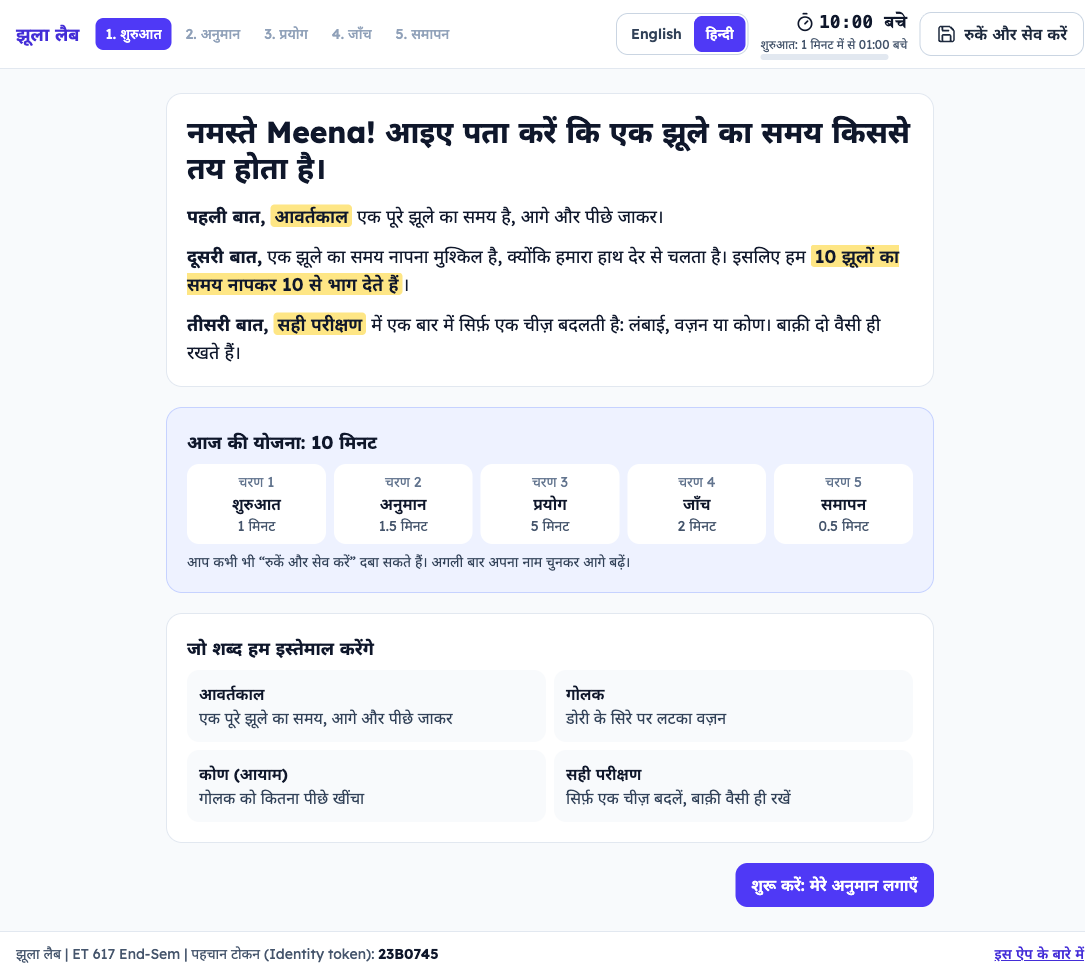 झूला लैब
1. शुरुआत
2. अनुमान
3. प्रयोग
4. जाँच
5. समापन
English
हिन्दी
10:00 बचे
शुरुआत: 1 मिनट में से 01:00 बचे
रुकें और सेव करें
नमस्ते Meena! आइए पता करें कि एक झूले का समय किससे
तय होता है।
पहली बात, आवर्तकाल एक पूरे झूले का समय है, आगे और पीछे जाकर।
दूसरी बात, एक झूले का समय नापना मुश्किल है, क्योंकि हमारा हाथ देर से चलता है। इसलिए हम 10 झूलों का
समय नापकर 10 से भाग देते हैं।
तीसरी बात, सही परीक्षण में एक बार में सिर्फ़ एक चीज़ बदलती है: लंबाई, वज़न या कोण। बाक़ी दो वैसी ही
रखते हैं।
आज की योजना: 10 मिनट
चरण 1
शुरुआत
1 मिनट
चरण 2
अनुमान
1.5 मिनट
चरण 3
प्रयोग
5 मिनट
चरण 4
जाँच
2 मिनट
चरण 5
समापन
0.5 मिनट
आप कभी भी “रुकें और सेव करें” दबा सकते हैं। अगली बार अपना नाम चुनकर आगे बढ़ें।
जो शब्द हम इस्तेमाल करेंगे
आवर्तकाल
एक पूरे झूले का समय, आगे और पीछे जाकर
गोलक
डोरी के सिरे पर लटका वज़न
कोण (आयाम)
गोलक को कितना पीछे खींचा
सही परीक्षण
सिर्फ़ एक चीज़ बदलें, बाक़ी वैसी ही रखें
शुरू करें: मेरे अनुमान लगाएँ
झूला लैब | ET 617 End-Sem | पहचान टोकन (Identity token): 23B0745
इस ऐप के बारे में